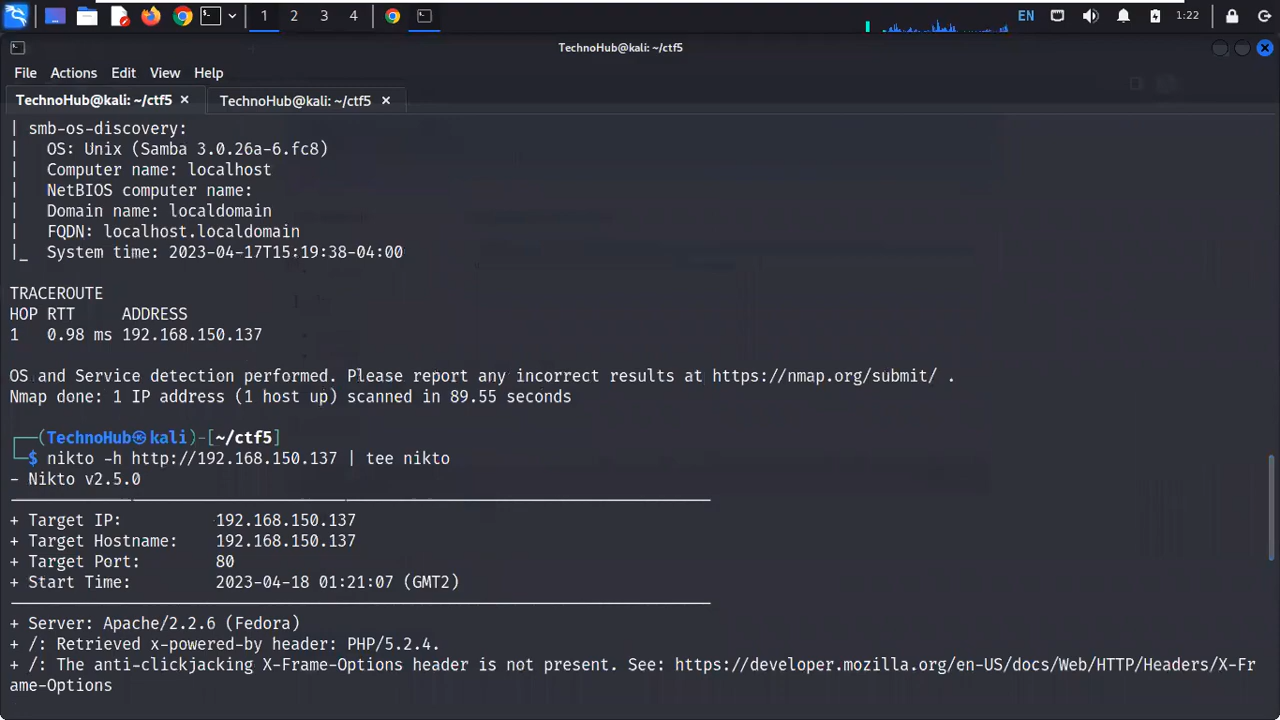 1 2 3 4 EN 1:22
TechnoHub@kali: ~/ctf5
File Actions Edit View Help
TechnoHub@kali: ~/ctf5 × TechnoHub@kali: ~/ctf5 ×
| smb-os-discovery:
|   OS: Unix (Samba 3.0.26a-6.fc8)
|   Computer name: localhost
|   NetBIOS computer name:
|   Domain name: localdomain
|   FQDN: localhost.localdomain
|_  System time: 2023-04-17T15:19:38-04:00
TRACEROUTE
HOP RTT     ADDRESS
1   0.98 ms 192.168.150.137
OS and Service detection performed. Please report any incorrect results at https://nmap.org/submit/ .
Nmap done: 1 IP address (1 host up) scanned in 89.55 seconds
┌──(TechnoHub㉿kali)-[~/ctf5]
└─$ nikto -h http://192.168.150.137 | tee nikto
- Nikto v2.5.0
+ Target IP:          192.168.150.137
+ Target Hostname:    192.168.150.137
+ Target Port:        80
+ Start Time:         2023-04-18 01:21:07 (GMT2)
+ Server: Apache/2.2.6 (Fedora)
+ /: Retrieved x-powered-by header: PHP/5.2.4.
+ /: The anti-clickjacking X-Frame-Options header is not present. See: https://developer.mozilla.org/en-US/docs/Web/HTTP/Headers/X-Fr
ame-Options